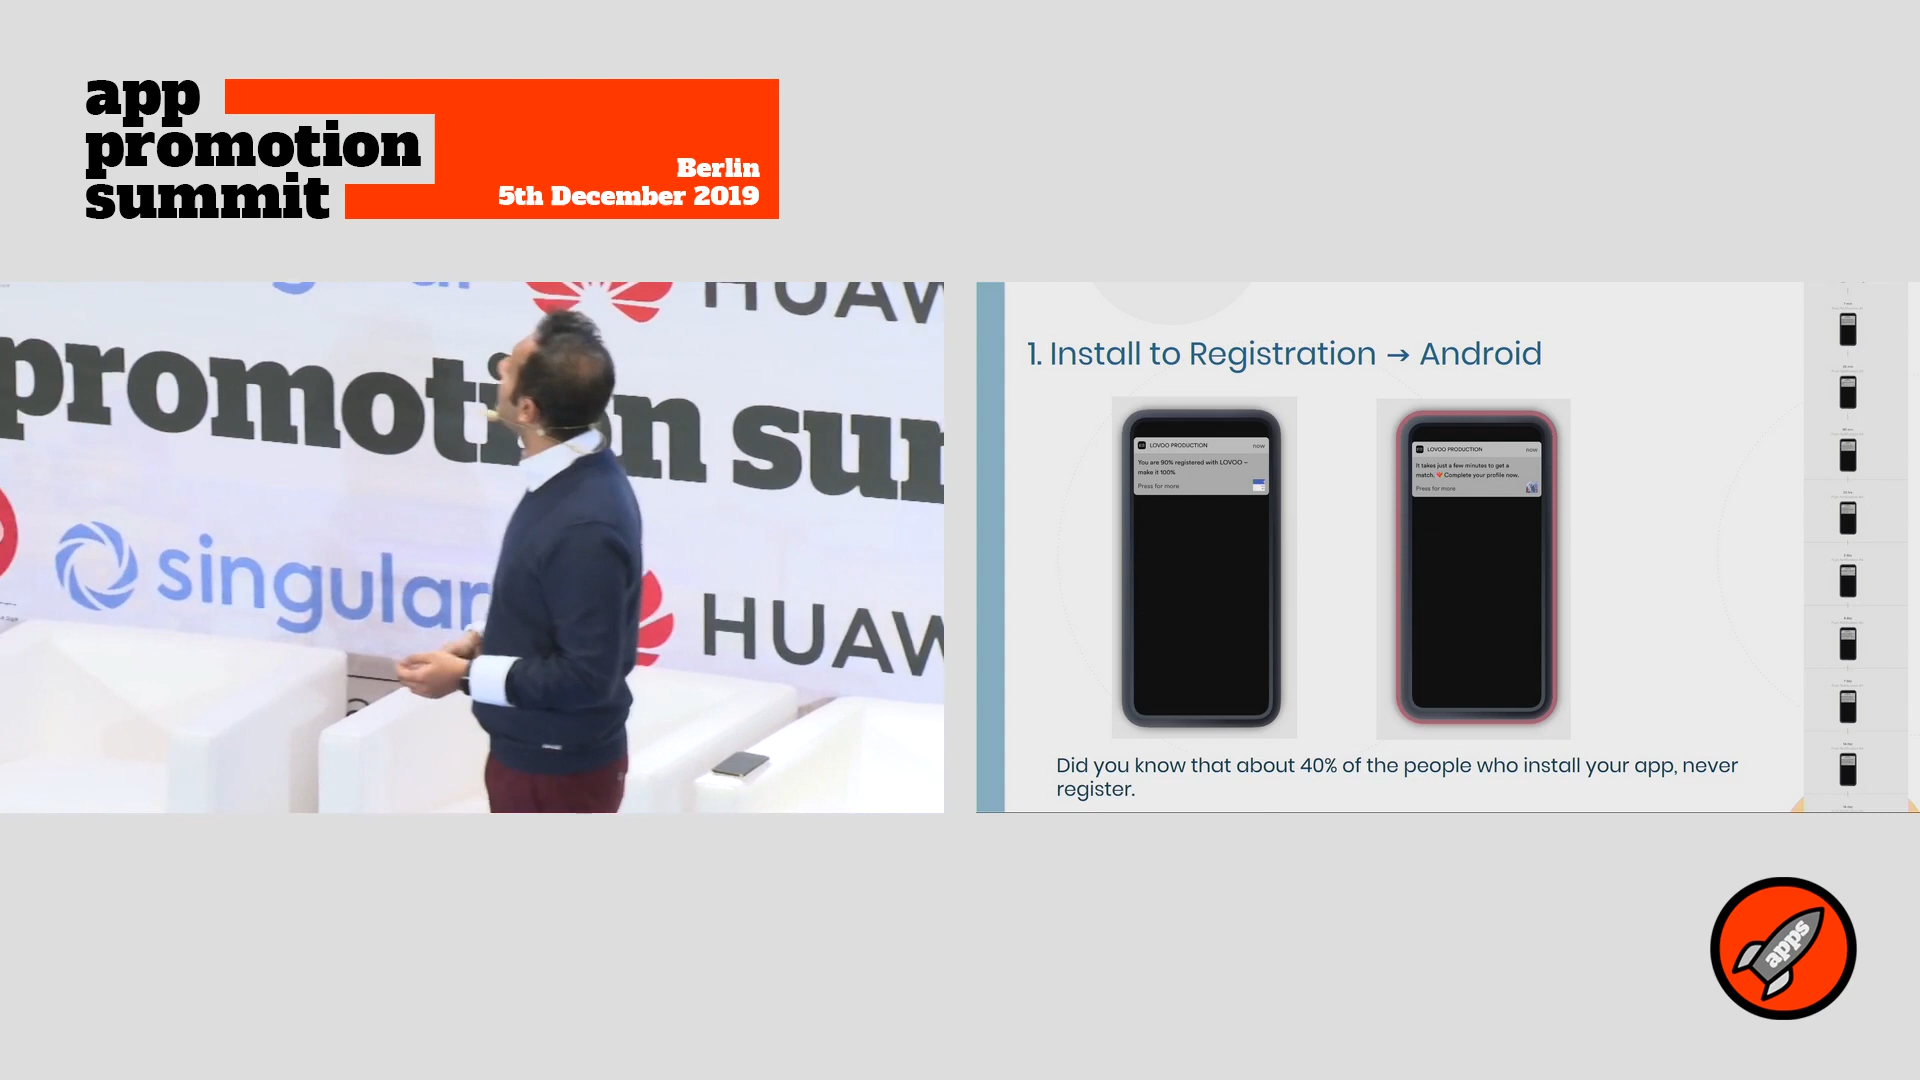 app
promotion
summit
Berlin
5th December 2019
HUAW
promotion sum
singular
HUAW
1. Install to Registration → Android
LOVOO PRODUCTION
now
You are 90% registered with LOVOO –
make it 100%
Press for more
LOVOO PRODUCTION
now
It takes just a few minutes to get a
match. ❤ Complete your profile now.
Press for more
Did you know that about 40% of the people who install your app, never
register.
apps